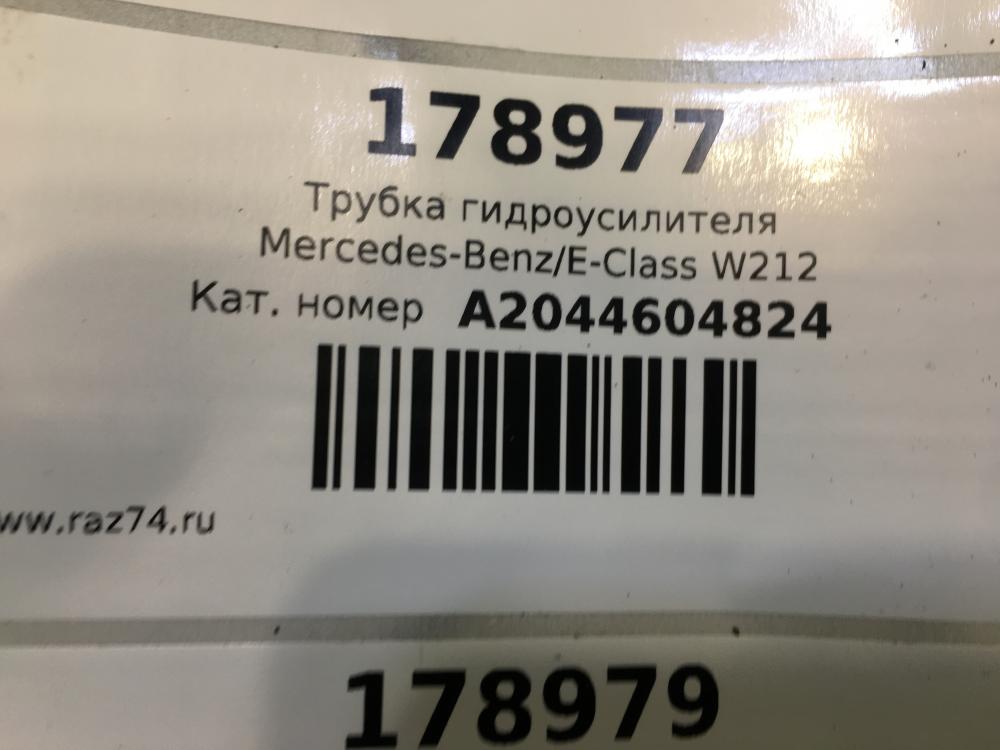 178977
Трубка гидроусилителя
Mercedes-Benz/E-Class W212
Кат. номер A2044604824
www.raz74.ru
178979